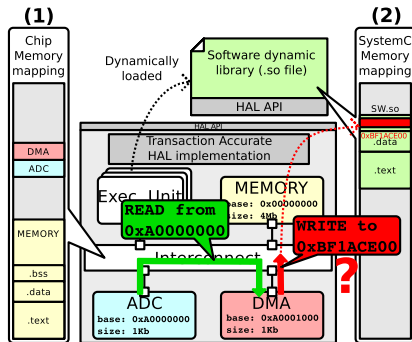 (1)
Chip
Memory
mapping
DMA
ADC
MEMORY
.bss
.data
.text
Dynamically
loaded
Software dynamic
library (.so file)
HAL API
HAL API
Transaction Accurate
HAL implementation
Exec. Unit
MEMORY
base: 0x00000000
size: 4Mb
READ from
0xA0000000
WRITE to
0xBF1ACE00
Interconnect
?
ADC
base: 0xA0000000
size: 1Kb
DMA
base: 0xA0001000
size: 1Kb
(2)
SystemC
Memory
mapping
SW.so
0xBF1ACE00
.data
.text